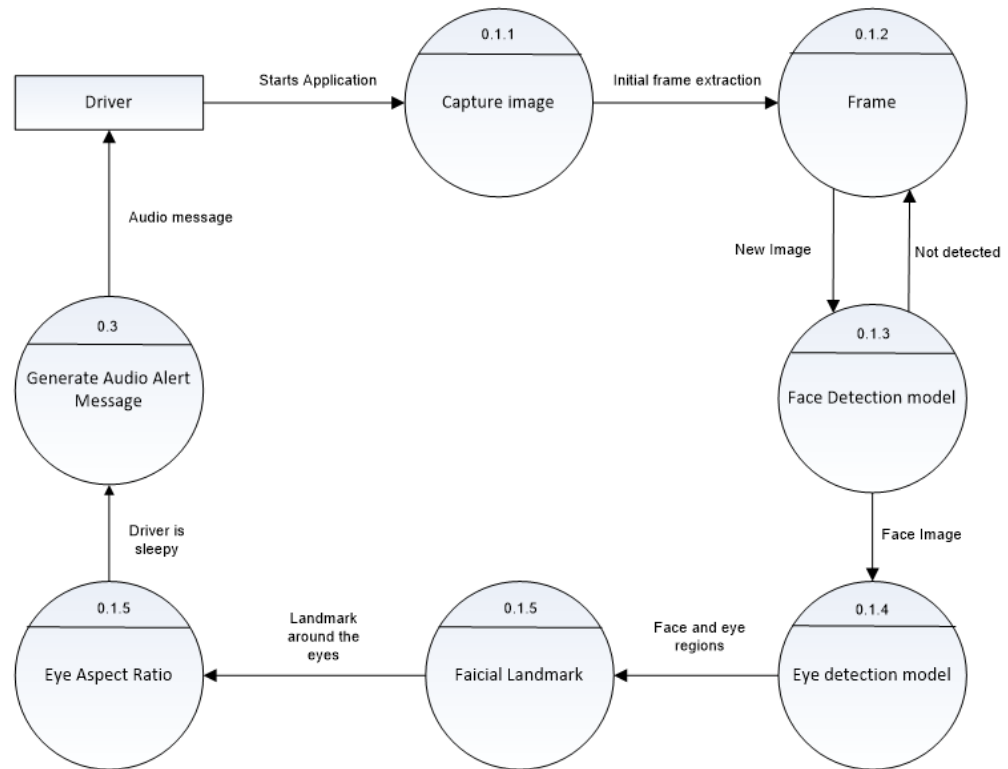 0.1.1
0.1.2
Driver
Starts Application
Capture image
Initial frame extraction
Frame
Audio message
New Image
Not detected
0.3
Generate Audio Alert
Message
0.1.3
Face Detection model
Driver is
sleepy
Face Image
0.1.5
Eye Aspect Ratio
Landmark
around the
eyes
0.1.5
Faicial Landmark
Face and eye
regions
0.1.4
Eye detection model